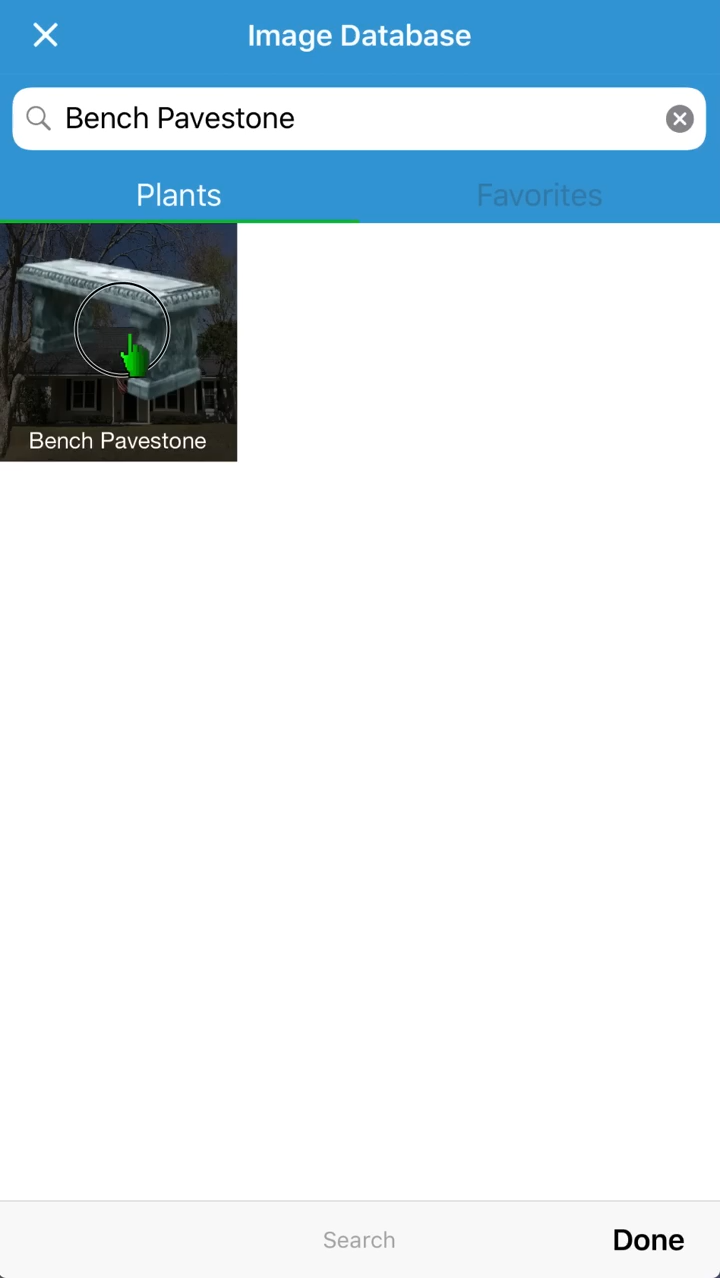 Image Database
Bench Pavestone
Plants
Favorites
Bench Pavestone
Search
Done